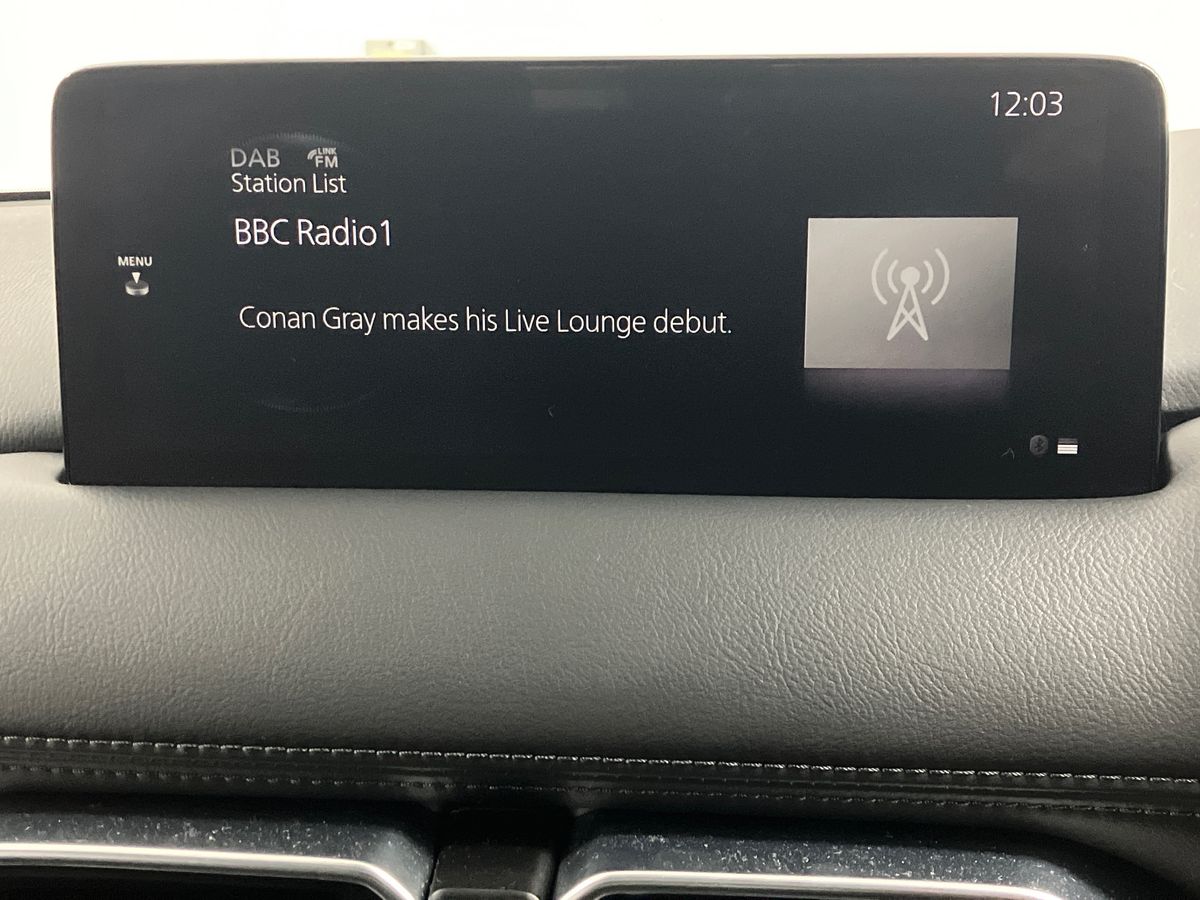 12:03
DAB LINK FM
Station List
BBC Radio1
MENU
Conan Gray makes his Live Lounge debut.